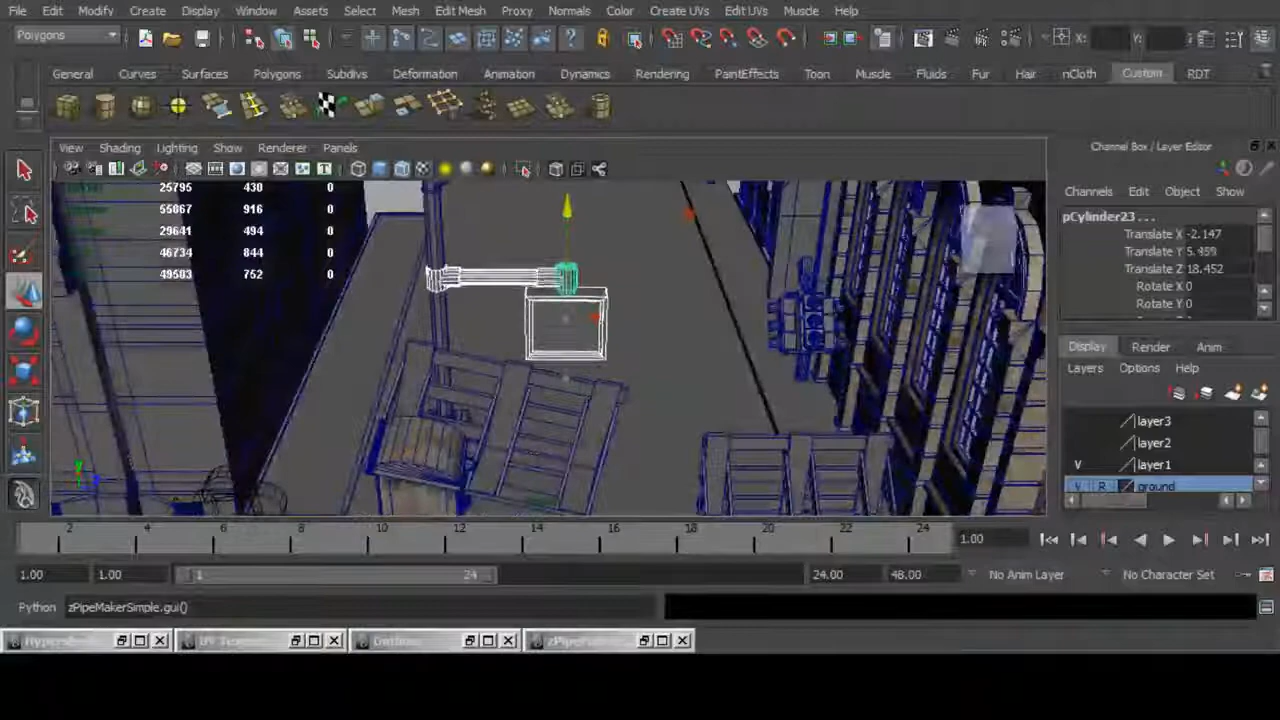 File Edit Modify Create Display Window Assets Select Mesh Edit Mesh Proxy Normals Color Create UVs Edit UVs Muscle Help
Polygons X: Y:
General Curves Surfaces Polygons Subdivs Deformation Animation Dynamics Rendering PaintEffects Toon Muscle Fluids Fur Hair nCloth Custom RDT
View Shading Lighting Show Renderer Panels
Channel Box / Layer Editor
Channels Edit Object Show
25795 430 0
55067 916 0
29641 494 0
46734 844 0
49503 752 0
pCylinder23 . . .
Translate X -2.147
Translate Y 5.459
Translate Z 18.452
Rotate X 0
Rotate Y 0
Display Render Anim
Layers Options Help
layer3
layer2
V layer1
V R ground
2 4 6 8 10 12 14 16 18 20 22 24
1.00
1.00 1.00 1 24 24.00 48.00 No Anim Layer No Character Set
Python zPipeMakerSimple.gui()